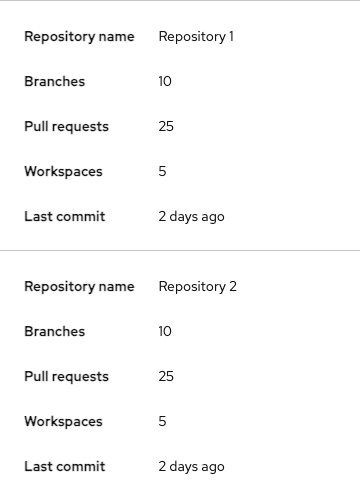 Repository name Repository 1
Branches 10
Pull requests 25
Workspaces 5
Last commit 2 days ago
Repository name Repository 2
Branches 10
Pull requests 25
Workspaces 5
Last commit 2 days ago